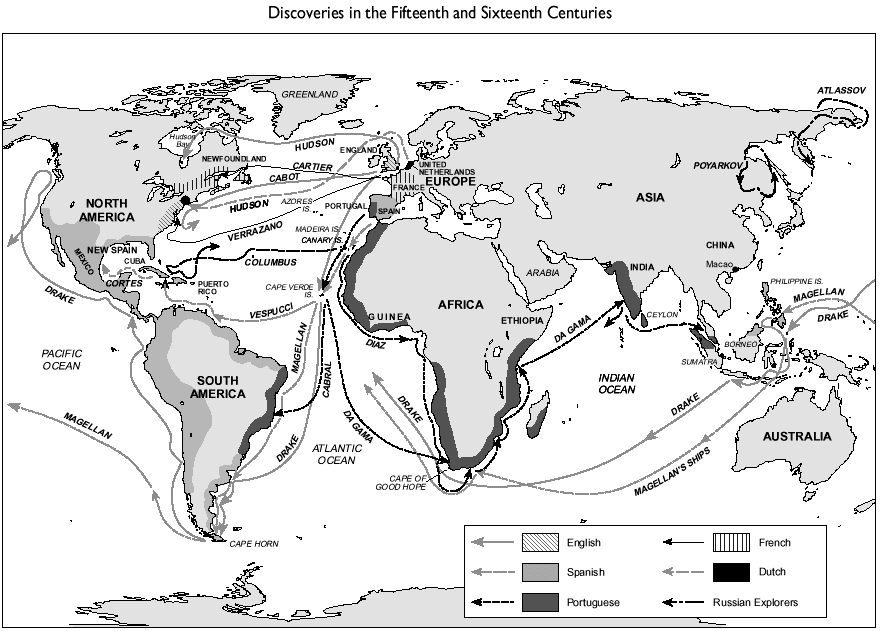 Discoveries in the Fifteenth and Sixteenth Centuries
GREENLAND
ATLASSOV
Hudson
Bay
HUDSON
ENGLAND
NEWFOUNDLAND
CARTIER
UNITED
NETHERLANDS
POYARKOV
CABOT
FRANCE
EUROPE
NORTH
AMERICA
HUDSON
AZORES
IS.
PORTUGAL
SPAIN
ASIA
VERRAZANO
MADEIRA IS.
CANARY IS.
NEW SPAIN
MEXICO
CUBA
COLUMBUS
CHINA
Macao
CORTES
PUERTO
RICO
CAPE VERDE
IS.
ARABIA
INDIA
PHILIPPINE IS.
MAGELLAN
DRAKE
DRAKE
VESPUCCI
GUINEA
AFRICA
ETHIOPIA
CEYLON
DIAZ
DA GAMA
BORNEO
SUMATRA
PACIFIC
OCEAN
MAGELLAN
CABRAL
SOUTH
AMERICA
INDIAN
OCEAN
MAGELLAN
DRAKE
DA GAMA
DRAKE
DRAKE
ATLANTIC
OCEAN
AUSTRALIA
CAPE OF
GOOD HOPE
MAGELLAN'S SHIPS
CAPE HORN
English
French
Spanish
Dutch
Portuguese
Russian Explorers